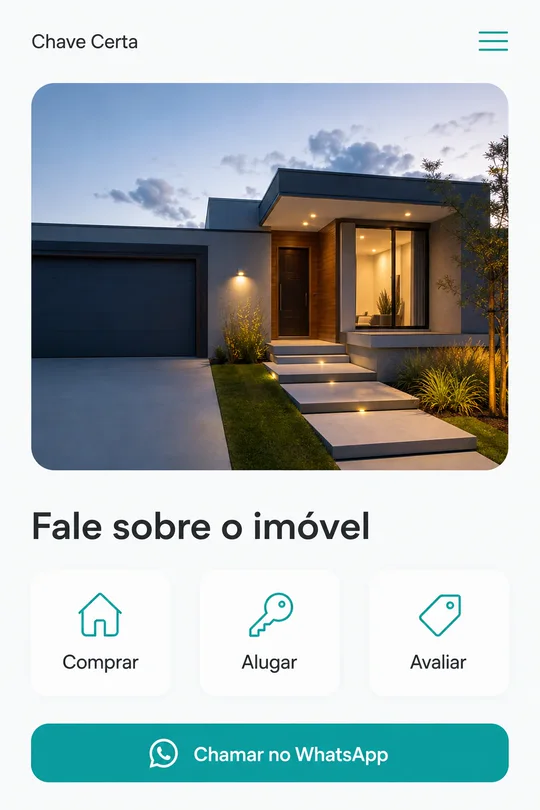 Chave Certa
Fale sobre o imóvel
Comprar
Alugar
Avaliar
Chamar no WhatsApp